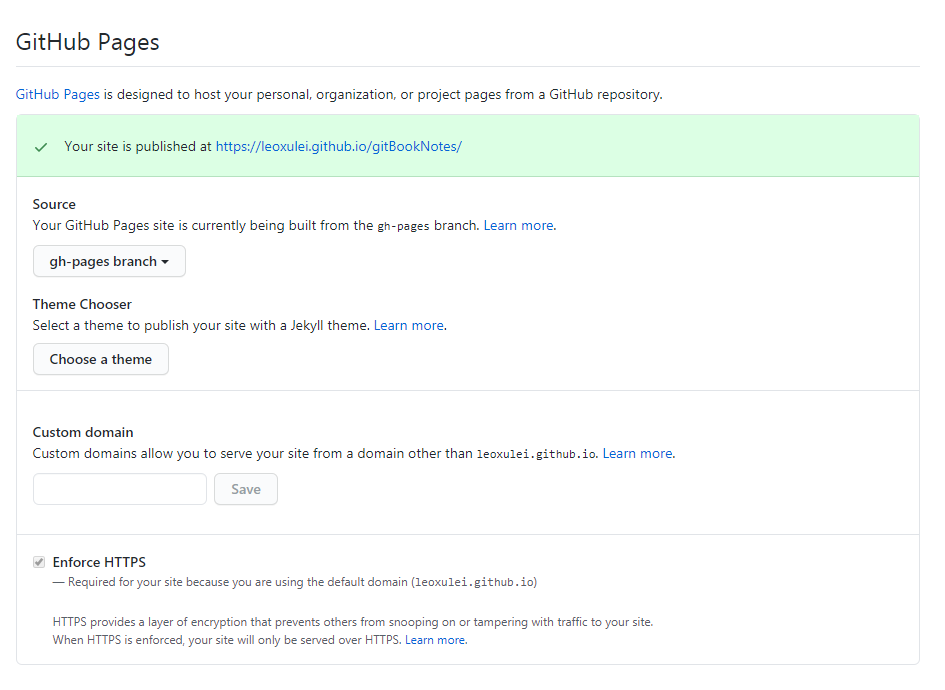 GitHub Pages
GitHub Pages is designed to host your personal, organization, or project pages from a GitHub repository.
Your site is published at https://leoxulei.github.io/gitBookNotes/
Source
Your GitHub Pages site is currently being built from the gh-pages branch. Learn more.
gh-pages branch
Theme Chooser
Select a theme to publish your site with a Jekyll theme. Learn more.
Choose a theme
Custom domain
Custom domains allow you to serve your site from a domain other than leoxulei.github.io. Learn more.
Save
Enforce HTTPS
— Required for your site because you are using the default domain (leoxulei.github.io)
HTTPS provides a layer of encryption that prevents others from snooping on or tampering with traffic to your site.
When HTTPS is enforced, your site will only be served over HTTPS. Learn more.